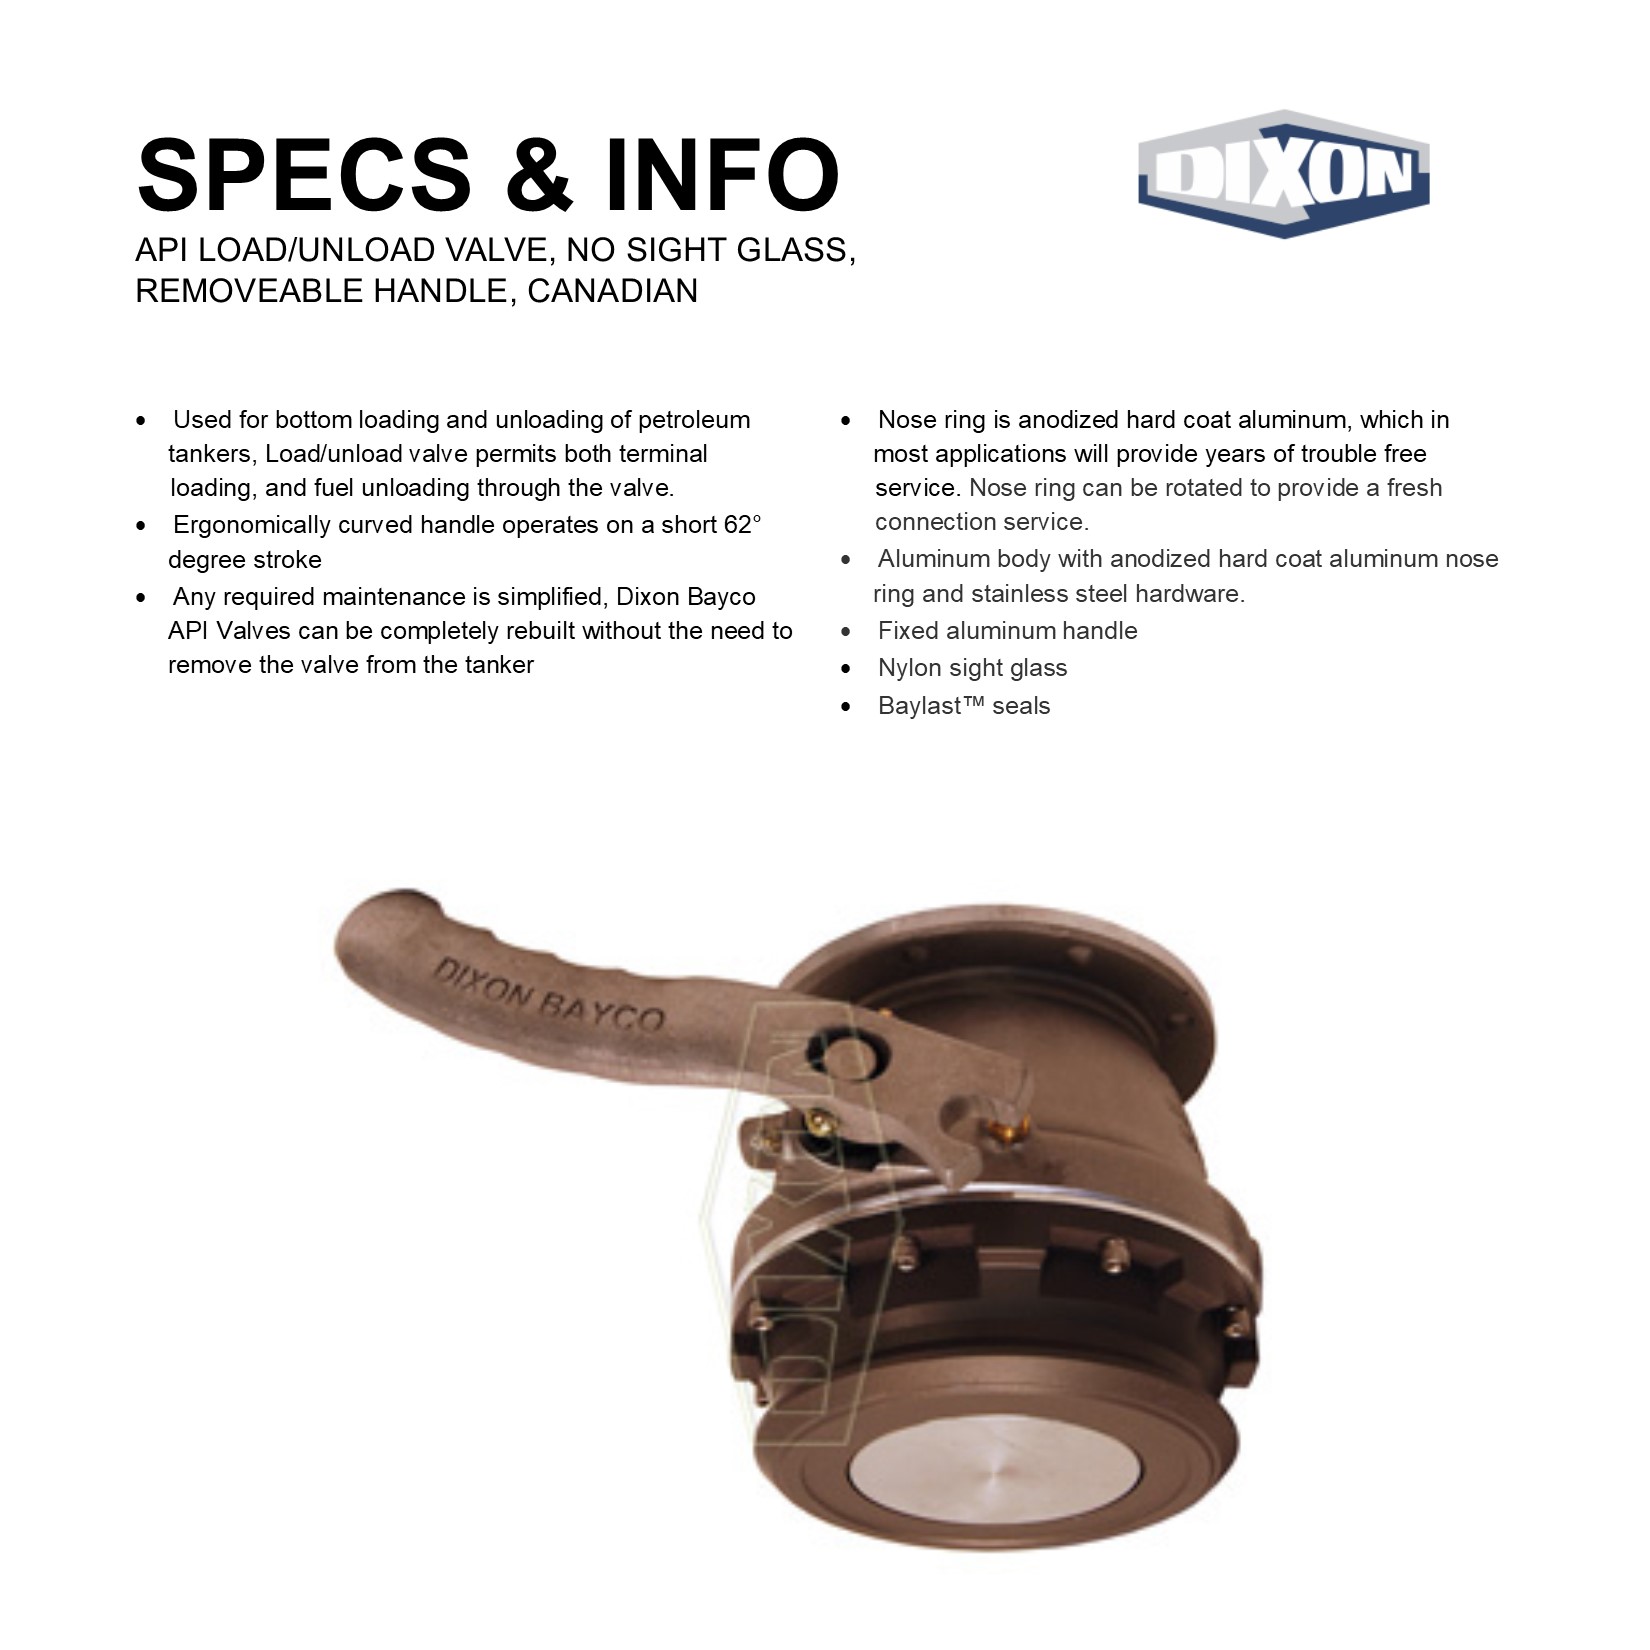 SPECS & INFO
API LOAD/UNLOAD VALVE, NO SIGHT GLASS,
REMOVEABLE HANDLE, CANADIAN
DIXON
• Used for bottom loading and unloading of petroleum
tankers, Load/unload valve permits both terminal
loading, and fuel unloading through the valve.
• Ergonomically curved handle operates on a short 62°
degree stroke
• Any required maintenance is simplified, Dixon Bayco
API Valves can be completely rebuilt without the need to
remove the valve from the tanker
• Nose ring is anodized hard coat aluminum, which in
most applications will provide years of trouble free
service. Nose ring can be rotated to provide a fresh
connection service.
• Aluminum body with anodized hard coat aluminum nose
ring and stainless steel hardware.
• Fixed aluminum handle
• Nylon sight glass
• Baylast™ seals
DIXON BAYCO
DIXON